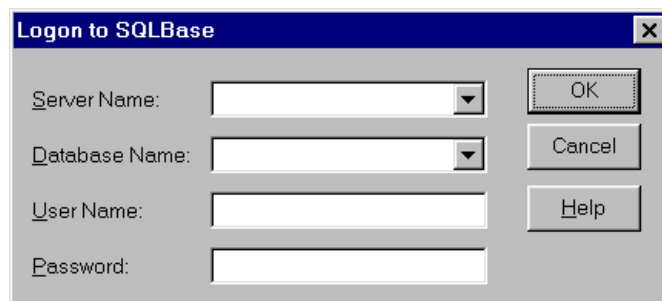 Logon to SQLBase
Server Name:
OK
Database Name:
Cancel
User Name:
Help
Password: